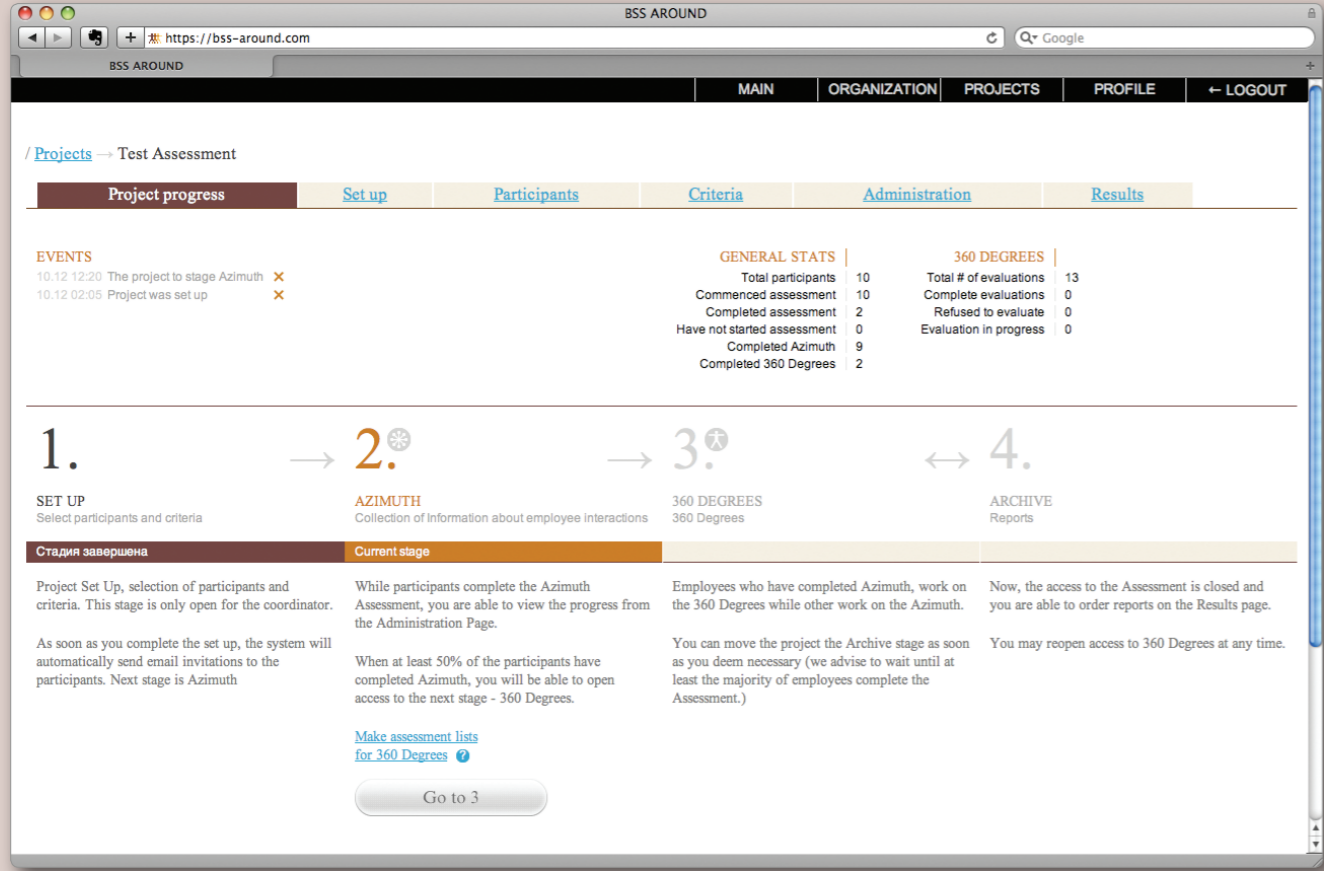 BSS AROUND
https://bss-around.com
Google
BSS AROUND
MAIN ORGANIZATION PROJECTS PROFILE ← LOGOUT
/ Projects → Test Assessment
Project progress Set up Participants Criteria Administration Results
EVENTS
10.12 12:20 The project to stage Azimuth ×
10.12 02:05 Project was set up ×
GENERAL STATS
Total participants 10
Commenced assessment 10
Completed assessment 2
Have not started assessment 0
Completed Azimuth 9
Completed 360 Degrees 2
360 DEGREES
Total # of evaluations 13
Complete evaluations 0
Refused to evaluate 0
Evaluation in progress 0
1. → 2. → 3. ↔ 4.
SET UP
Select participants and criteria
AZIMUTH
Collection of Information about employee interactions
360 DEGREES
360 Degrees
ARCHIVE
Reports
Стадия завершена
Current stage
Project Set Up, selection of participants and
criteria. This stage is only open for the coordinator.
As soon as you complete the set up, the system will
automatically send email invitations to the
participants. Next stage is Azimuth
While participants complete the Azimuth
Assessment, you are able to view the progress from
the Administration Page.
When at least 50% of the participants have
completed Azimuth, you will be able to open
access to the next stage - 360 Degrees.
Make assessment lists
for 360 Degrees ?
Go to 3
Employees who have completed Azimuth, work on
the 360 Degrees while other work on the Azimuth.
You can move the project the Archive stage as soon
as you deem necessary (we advise to wait until at
least the majority of employees complete the
Assessment.)
Now, the access to the Assessment is closed and
you are able to order reports on the Results page.
You may reopen access to 360 Degrees at any time.